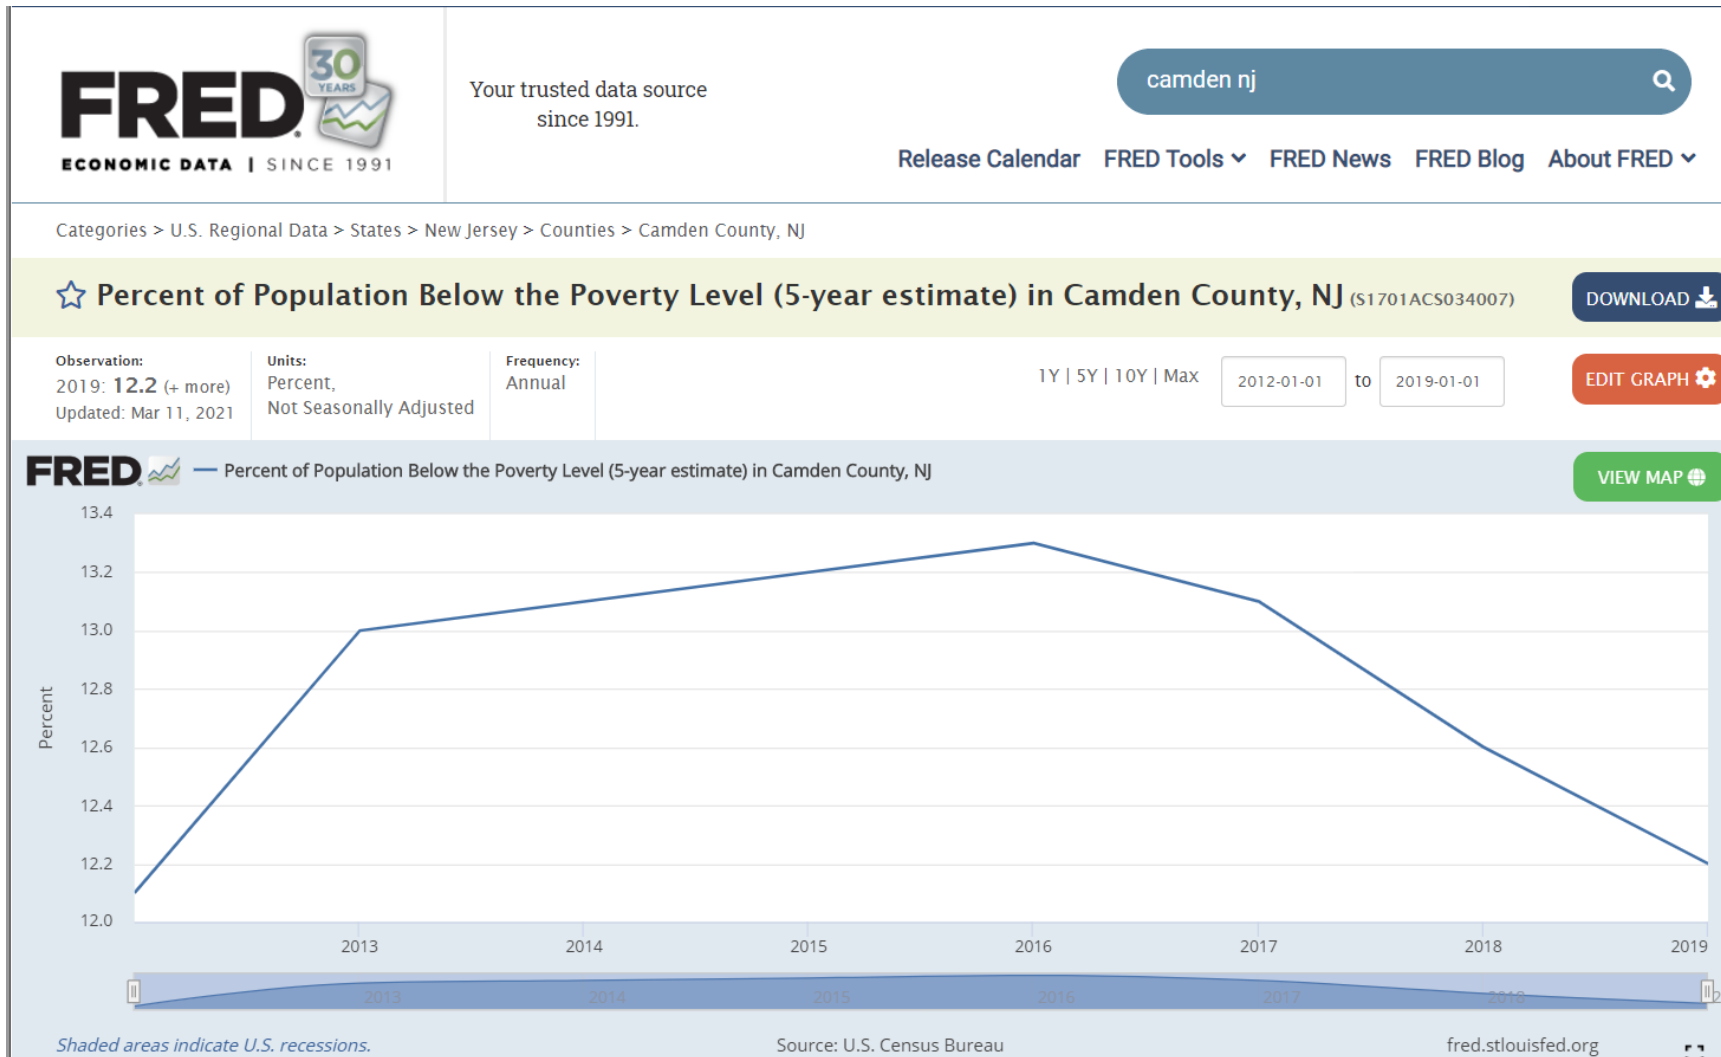 30
YEARS
FRED
ECONOMIC DATA | SINCE 1991
Your trusted data source
since 1991.
camden nj
Release Calendar FRED Tools FRED News FRED Blog About FRED
Categories > U.S. Regional Data > States > New Jersey > Counties > Camden County, NJ
Percent of Population Below the Poverty Level (5-year estimate) in Camden County, NJ (S1701ACS034007)
DOWNLOAD
Observation:
2019: 12.2 (+ more)
Updated: Mar 11, 2021
Units:
Percent,
Not Seasonally Adjusted
Frequency:
Annual
1Y | 5Y | 10Y | Max
2012-01-01 to 2019-01-01
EDIT GRAPH
FRED — Percent of Population Below the Poverty Level (5-year estimate) in Camden County, NJ
VIEW MAP
13.4
13.2
13.0
12.8
12.6
12.4
12.2
12.0
Percent
2013 2014 2015 2016 2017 2018 2019
2013 2014 2015 2016 2017 2018
Shaded areas indicate U.S. recessions.
Source: U.S. Census Bureau
fred.stlouisfed.org